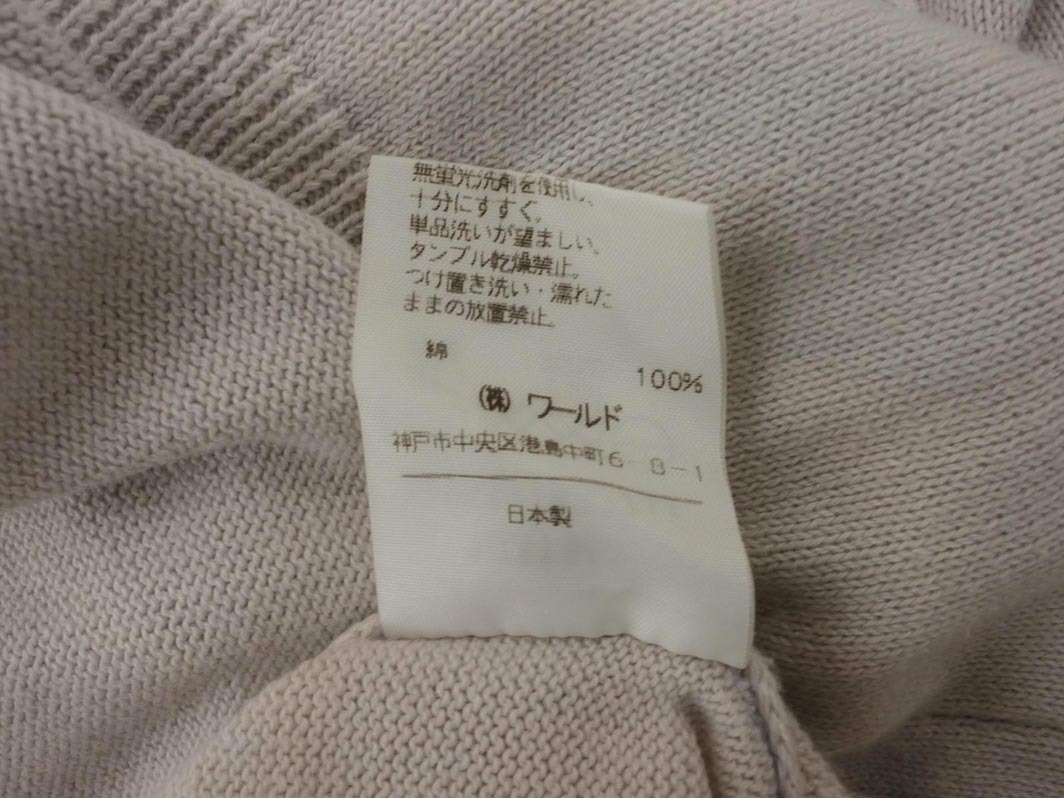 無蛍光洗剤を使用し、
十分にすすぐ。
単品洗いが望ましい。
タンブル乾燥禁止。
つけ置き洗い・濡れた
ままの放置禁止。
綿 100%
㈱ ワールド
神戸市中央区港島中町6-8-1
日本製